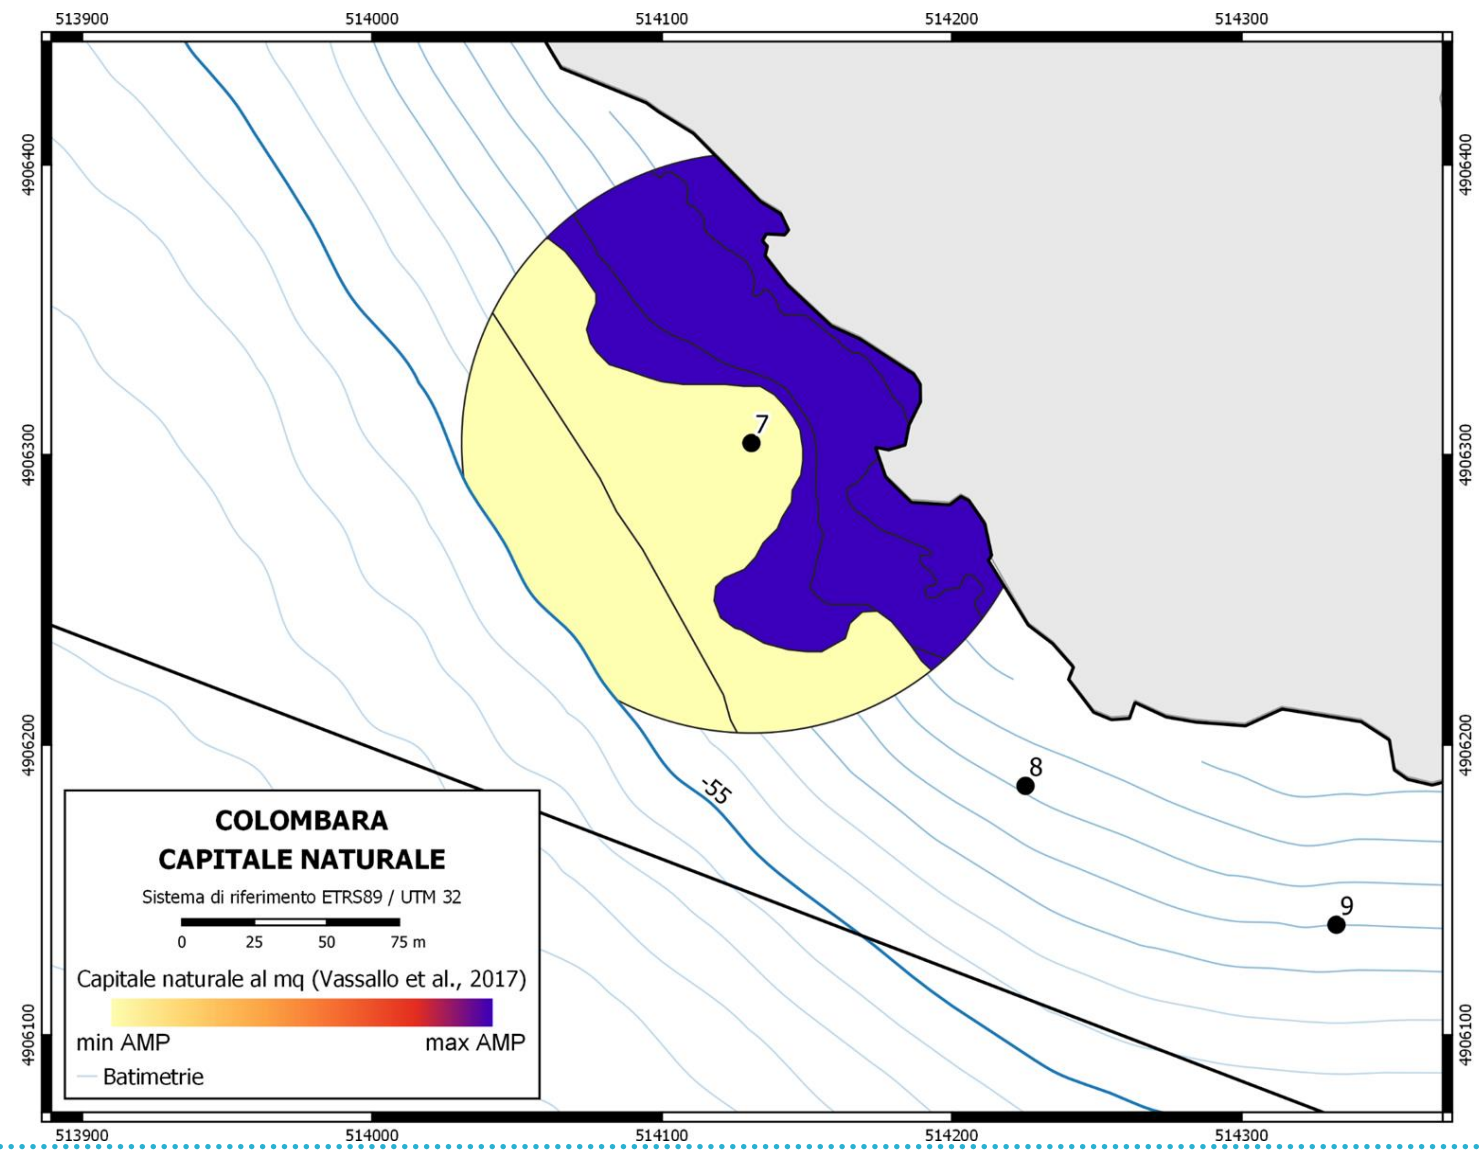 513900 514000 514100 514200 514300
4906400 4906400
4906300 4906300
4906200 4906200
4906100 4906100
7
8
9
-55
COLOMBARA
CAPITALE NATURALE
Sistema di riferimento ETRS89 / UTM 32
0 25 50 75 m
Capitale naturale al mq (Vassallo et al., 2017)
min AMP max AMP
Batimetrie
513900 514000 514100 514200 514300